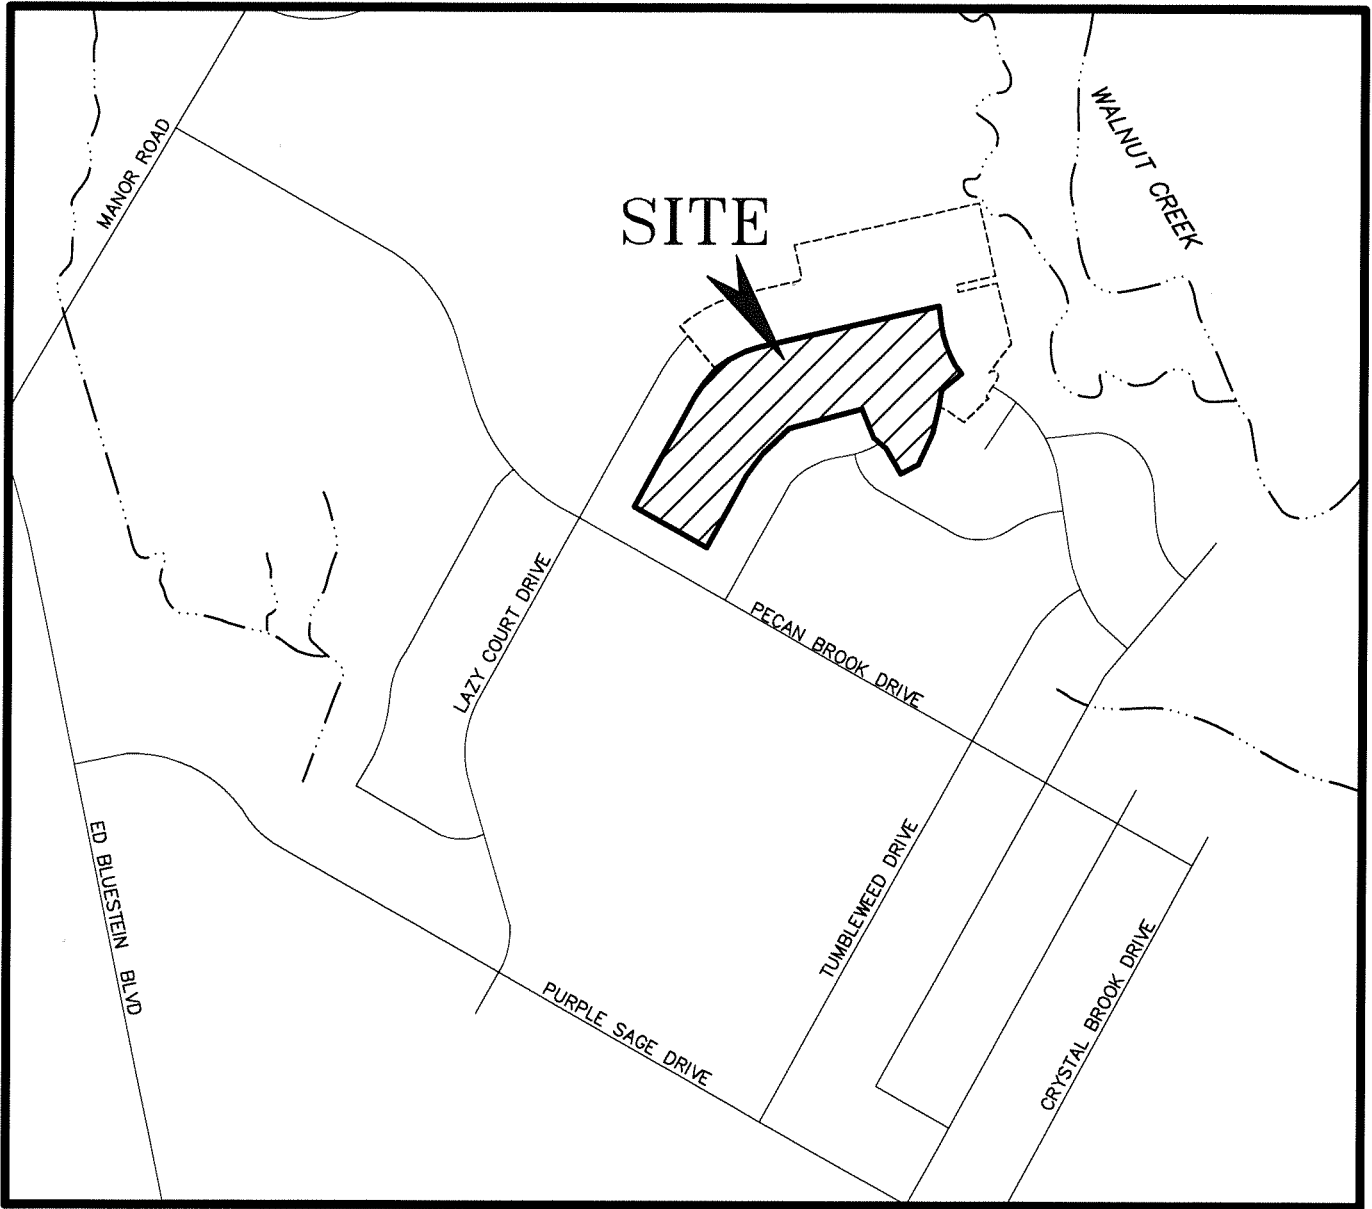 MANOR ROAD
WALNUT CREEK
SITE
LAZY COURT DRIVE
PECAN BROOK DRIVE
ED BLUESTEIN BLVD
TUMBLEWEED DRIVE
CRYSTAL BROOK DRIVE
PURPLE SAGE DRIVE